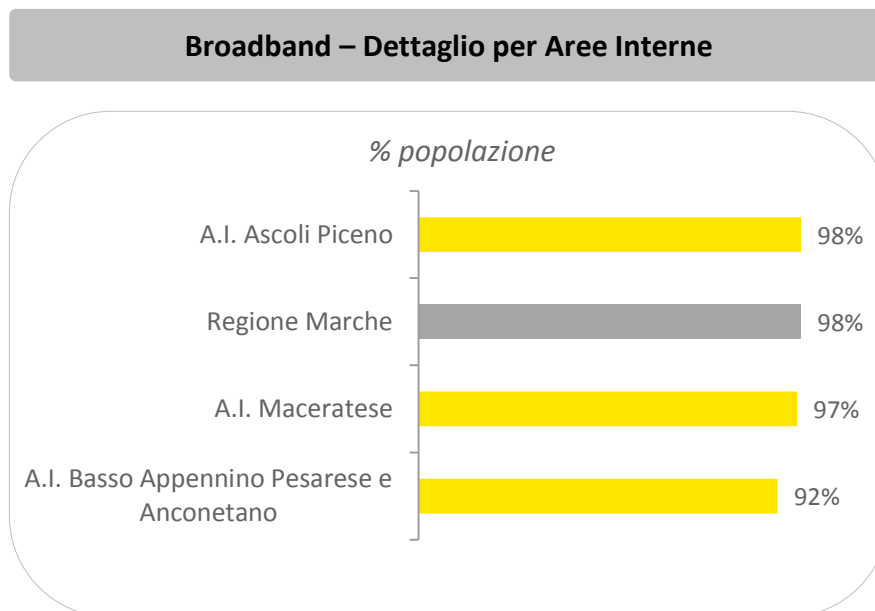 Broadband – Dettaglio per Aree Interne
% popolazione
A.I. Ascoli Piceno
98%
Regione Marche
98%
A.I. Maceratese
97%
A.I. Basso Appennino Pesarese e
Anconetano
92%